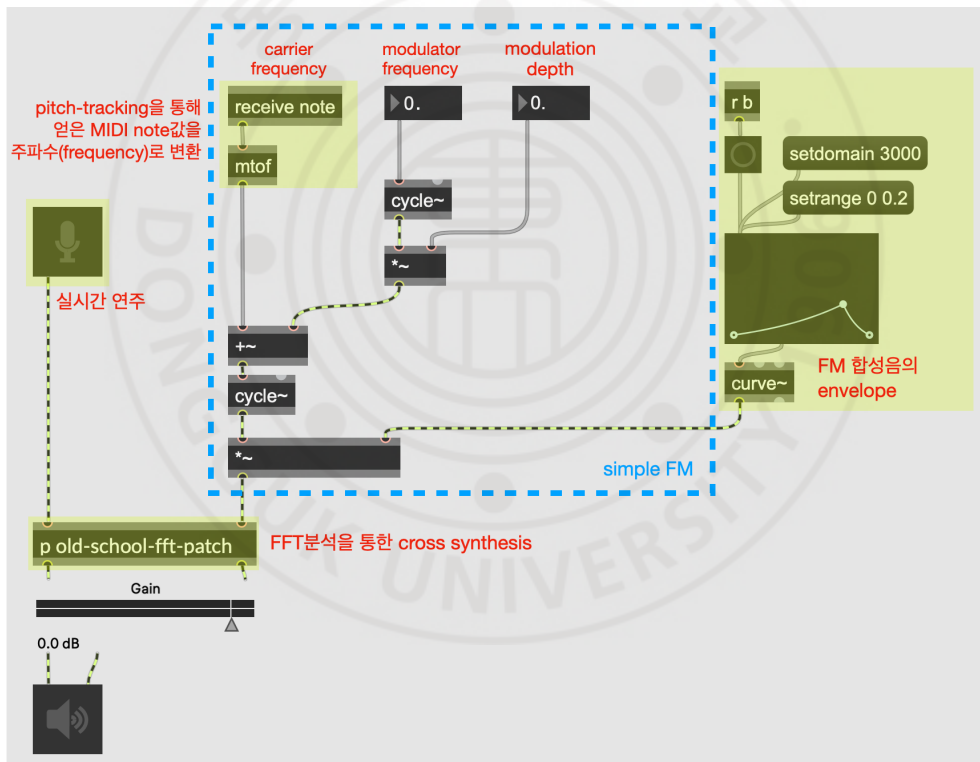 carrier
frequency
modulator
frequency
modulation
depth
pitch-tracking을 통해
얻은 MIDI note값을
주파수(frequency)로 변환
receive note
0.
0.
r b
mtof
setdomain 3000
setrange 0 0.2
cycle~
*~
실시간 연주
+~
cycle~
curve~
FM 합성음의
envelope
*~
simple FM
p old-school-fft-patch
FFT분석을 통한 cross synthesis
Gain
0.0 dB
DONGGUK UNIVERSITY